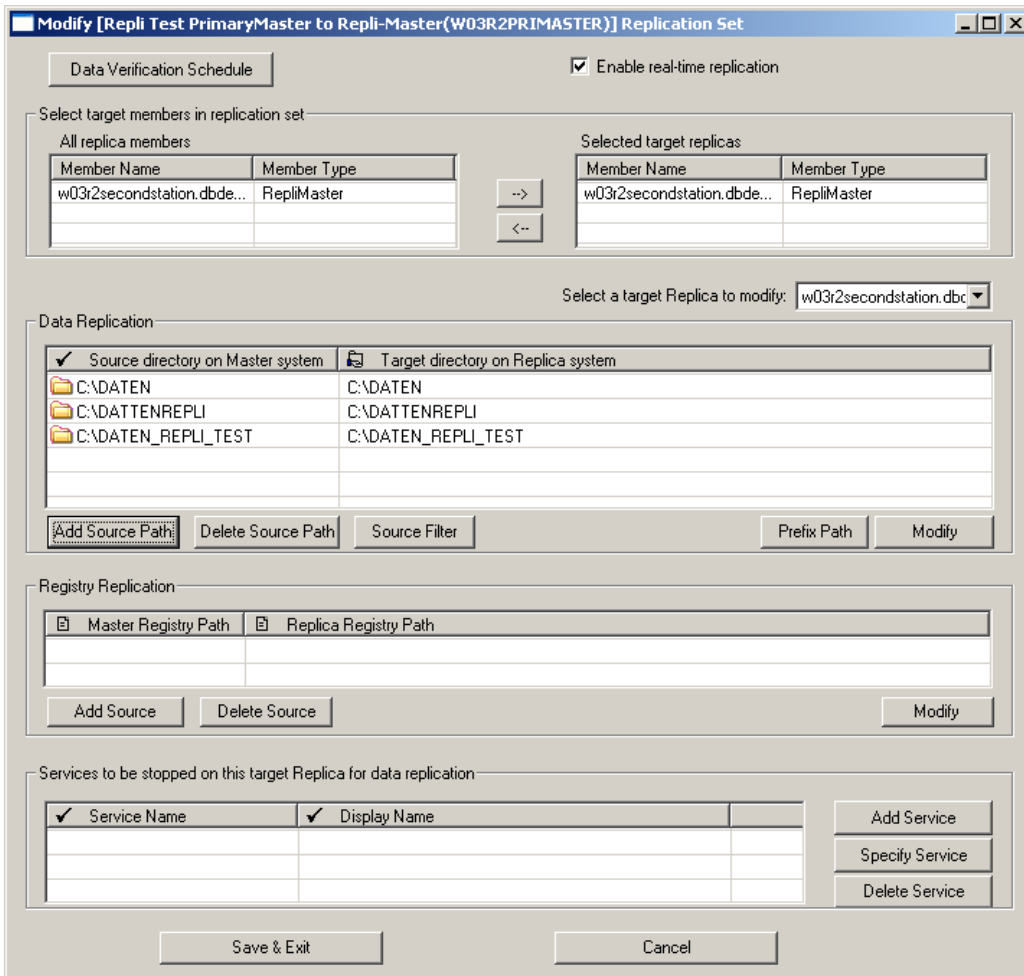 Modify [Repli Test PrimaryMaster to Repli-Master(W03R2PRIMASTER)] Replication Set
Data Verification Schedule
Enable real-time replication
Select target members in replication set
All replica members
Selected target replicas
Member Name Member Type
w03r2secondstation.dbde... RepliMaster
-->
<--
Member Name Member Type
w03r2secondstation.dbde... RepliMaster
Select a target Replica to modify: w03r2secondstation.dbc
Data Replication
Source directory on Master system Target directory on Replica system
C:\DATEN C:\DATEN
C:\DATTENREPLI C:\DATTENREPLI
C:\DATEN_REPLI_TEST C:\DATEN_REPLI_TEST
Add Source Path Delete Source Path Source Filter Prefix Path Modify
Registry Replication
Master Registry Path Replica Registry Path
Add Source Delete Source Modify
Services to be stopped on this target Replica for data replication
Service Name Display Name
Add Service
Specify Service
Delete Service
Save & Exit Cancel